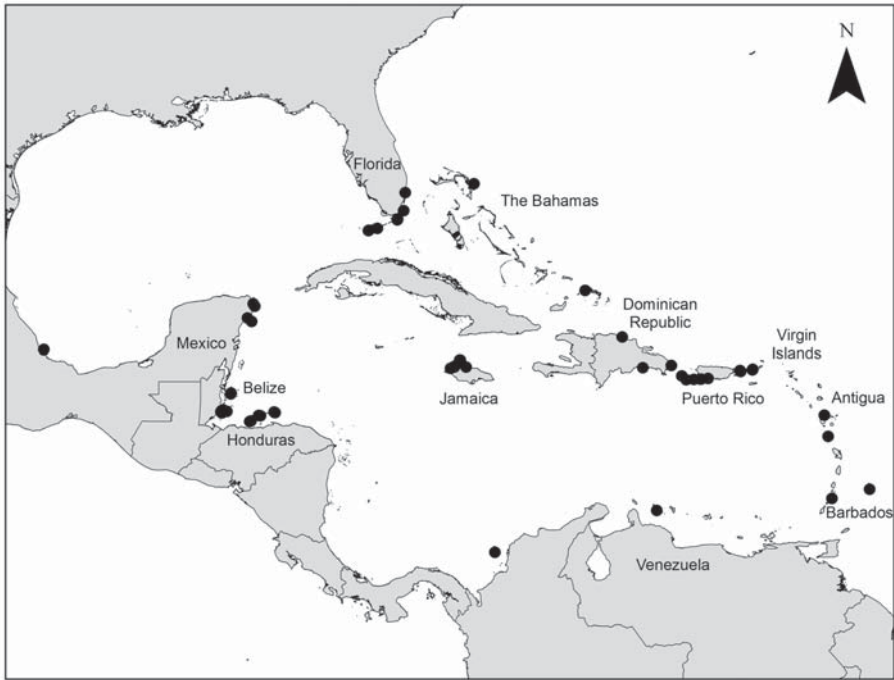 N
Florida
The Bahamas
Dominican
Republic
Virgin
Islands
Mexico
Belize
Jamaica
Puerto Rico
Antigua
Honduras
Barbados
Venezuela